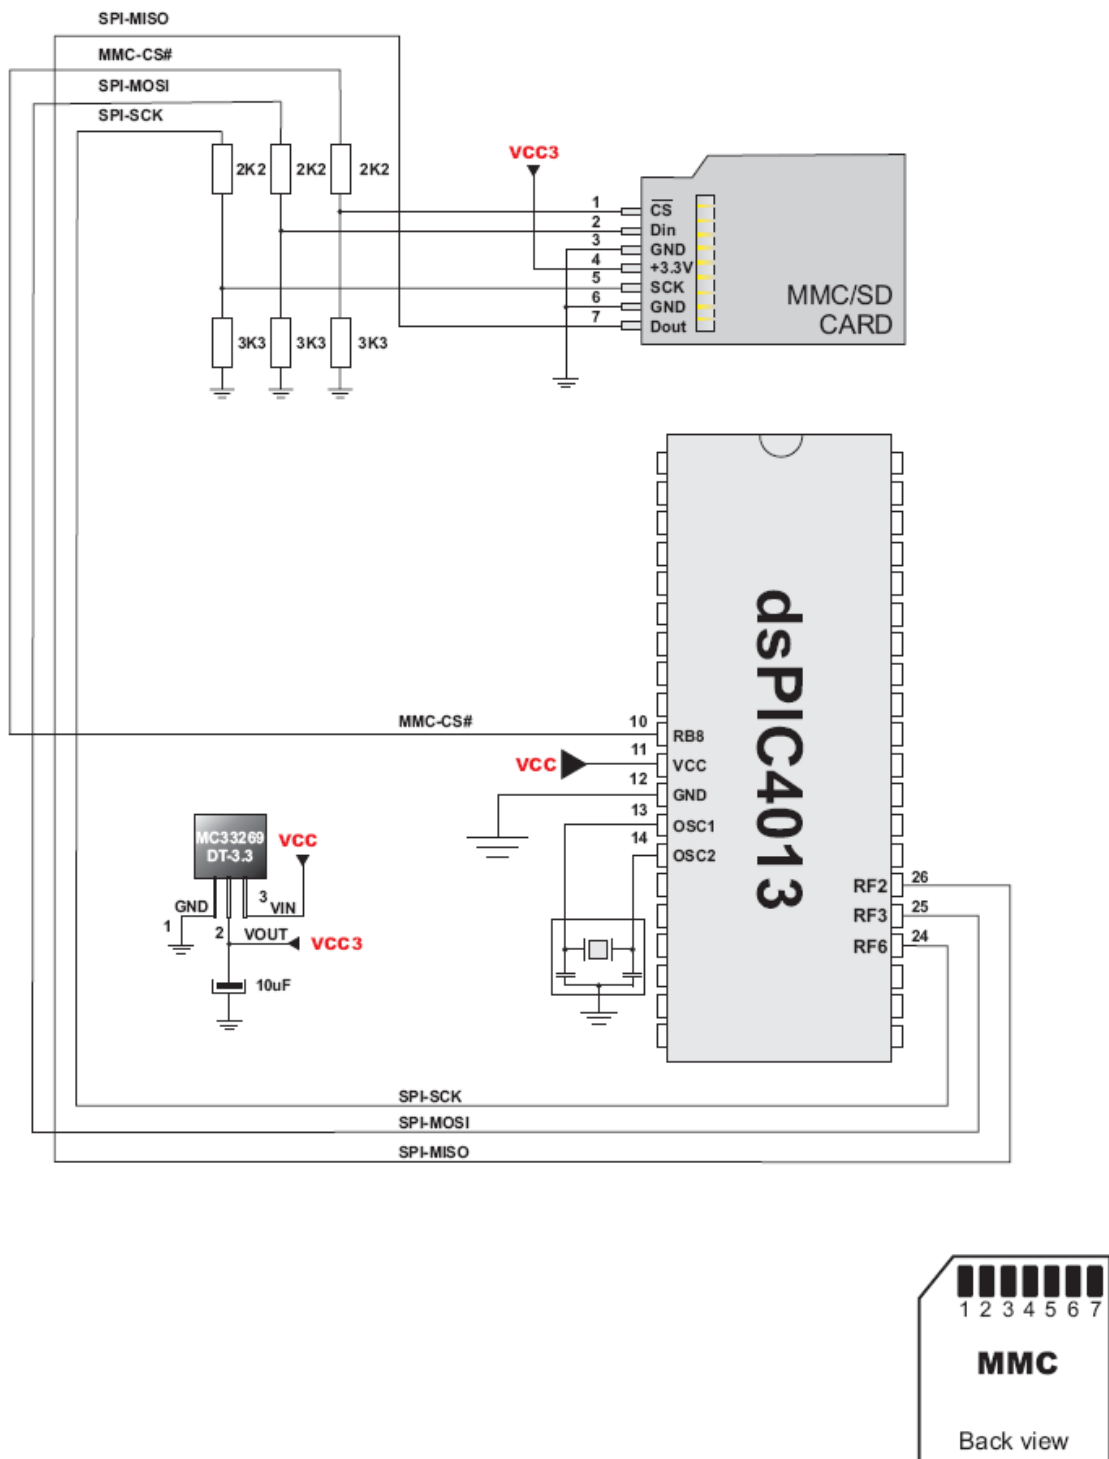 SPI-MISO
MMC-CS#
SPI-MOSI
SPI-SCK
2K2
2K2
2K2
VCC3
1
2
3
4
5
6
7
CS
Din
GND
+3.3V
SCK
GND
Dout
MMC/SD
CARD
3K3
3K3
3K3
dsPIC4013
MMC-CS#
10
RB8
VCC
11
VCC
12
GND
13
OSC1
14
OSC2
RF2
26
RF3
25
RF6
24
MC33269
DT-3.3
VCC
GND
3
VIN
1
2
VOUT
VCC3
10uF
SPI-SCK
SPI-MOSI
SPI-MISO
1 2 3 4 5 6 7
MMC
Back view